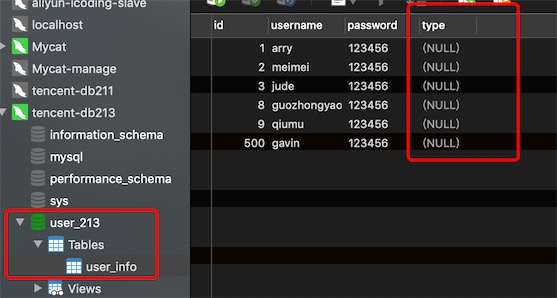 aliyun-icoding-slave
localhost
Mycat
Mycat-manage
tencent-db211
tencent-db213
information_schema
mysql
performance_schema
sys
user_213
Tables
user_info
Views
id username password type
1 arry 123456 (NULL)
2 meimei 123456 (NULL)
3 jude 123456 (NULL)
8 guozhongyao 123456 (NULL)
9 qiumu 123456 (NULL)
500 gavin 123456 (NULL)